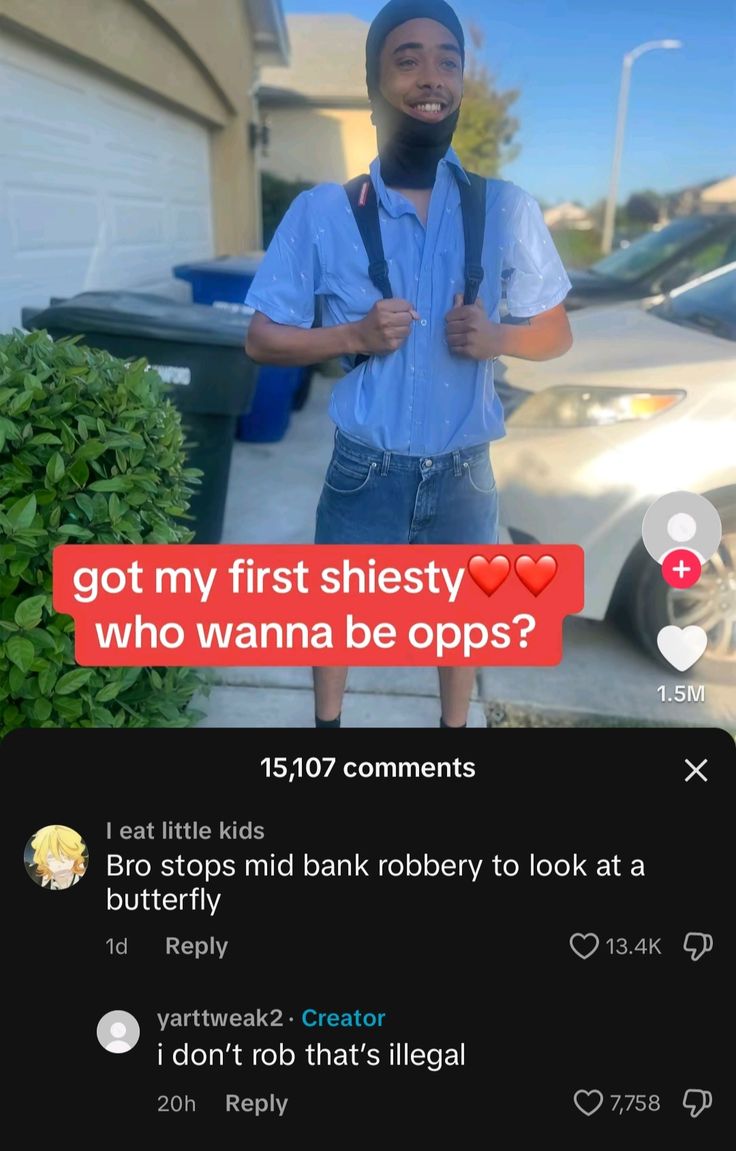 got my first shiesty❤️❤️
who wanna be opps?
1.5M
15,107 comments
I eat little kids
Bro stops mid bank robbery to look at a
butterfly
1d Reply 13.4K
yarttweak2 · Creator
i don't rob that's illegal
20h Reply 7,758